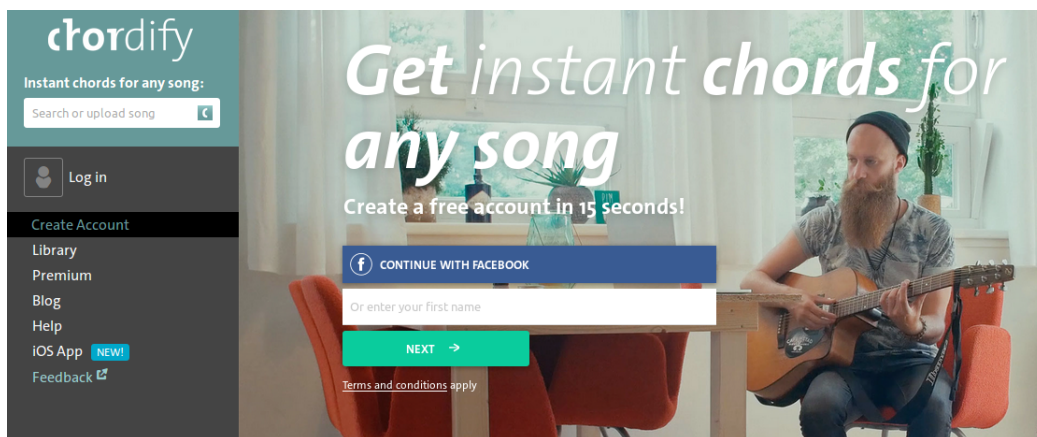 chordify
Instant chords for any song:
Search or upload song
Log in
Create Account
Library
Premium
Blog
Help
iOS App NEW!
Feedback
Get instant chords for
any song
Create a free account in 15 seconds!
f CONTINUE WITH FACEBOOK
Or enter your first name
NEXT →
Terms and conditions apply